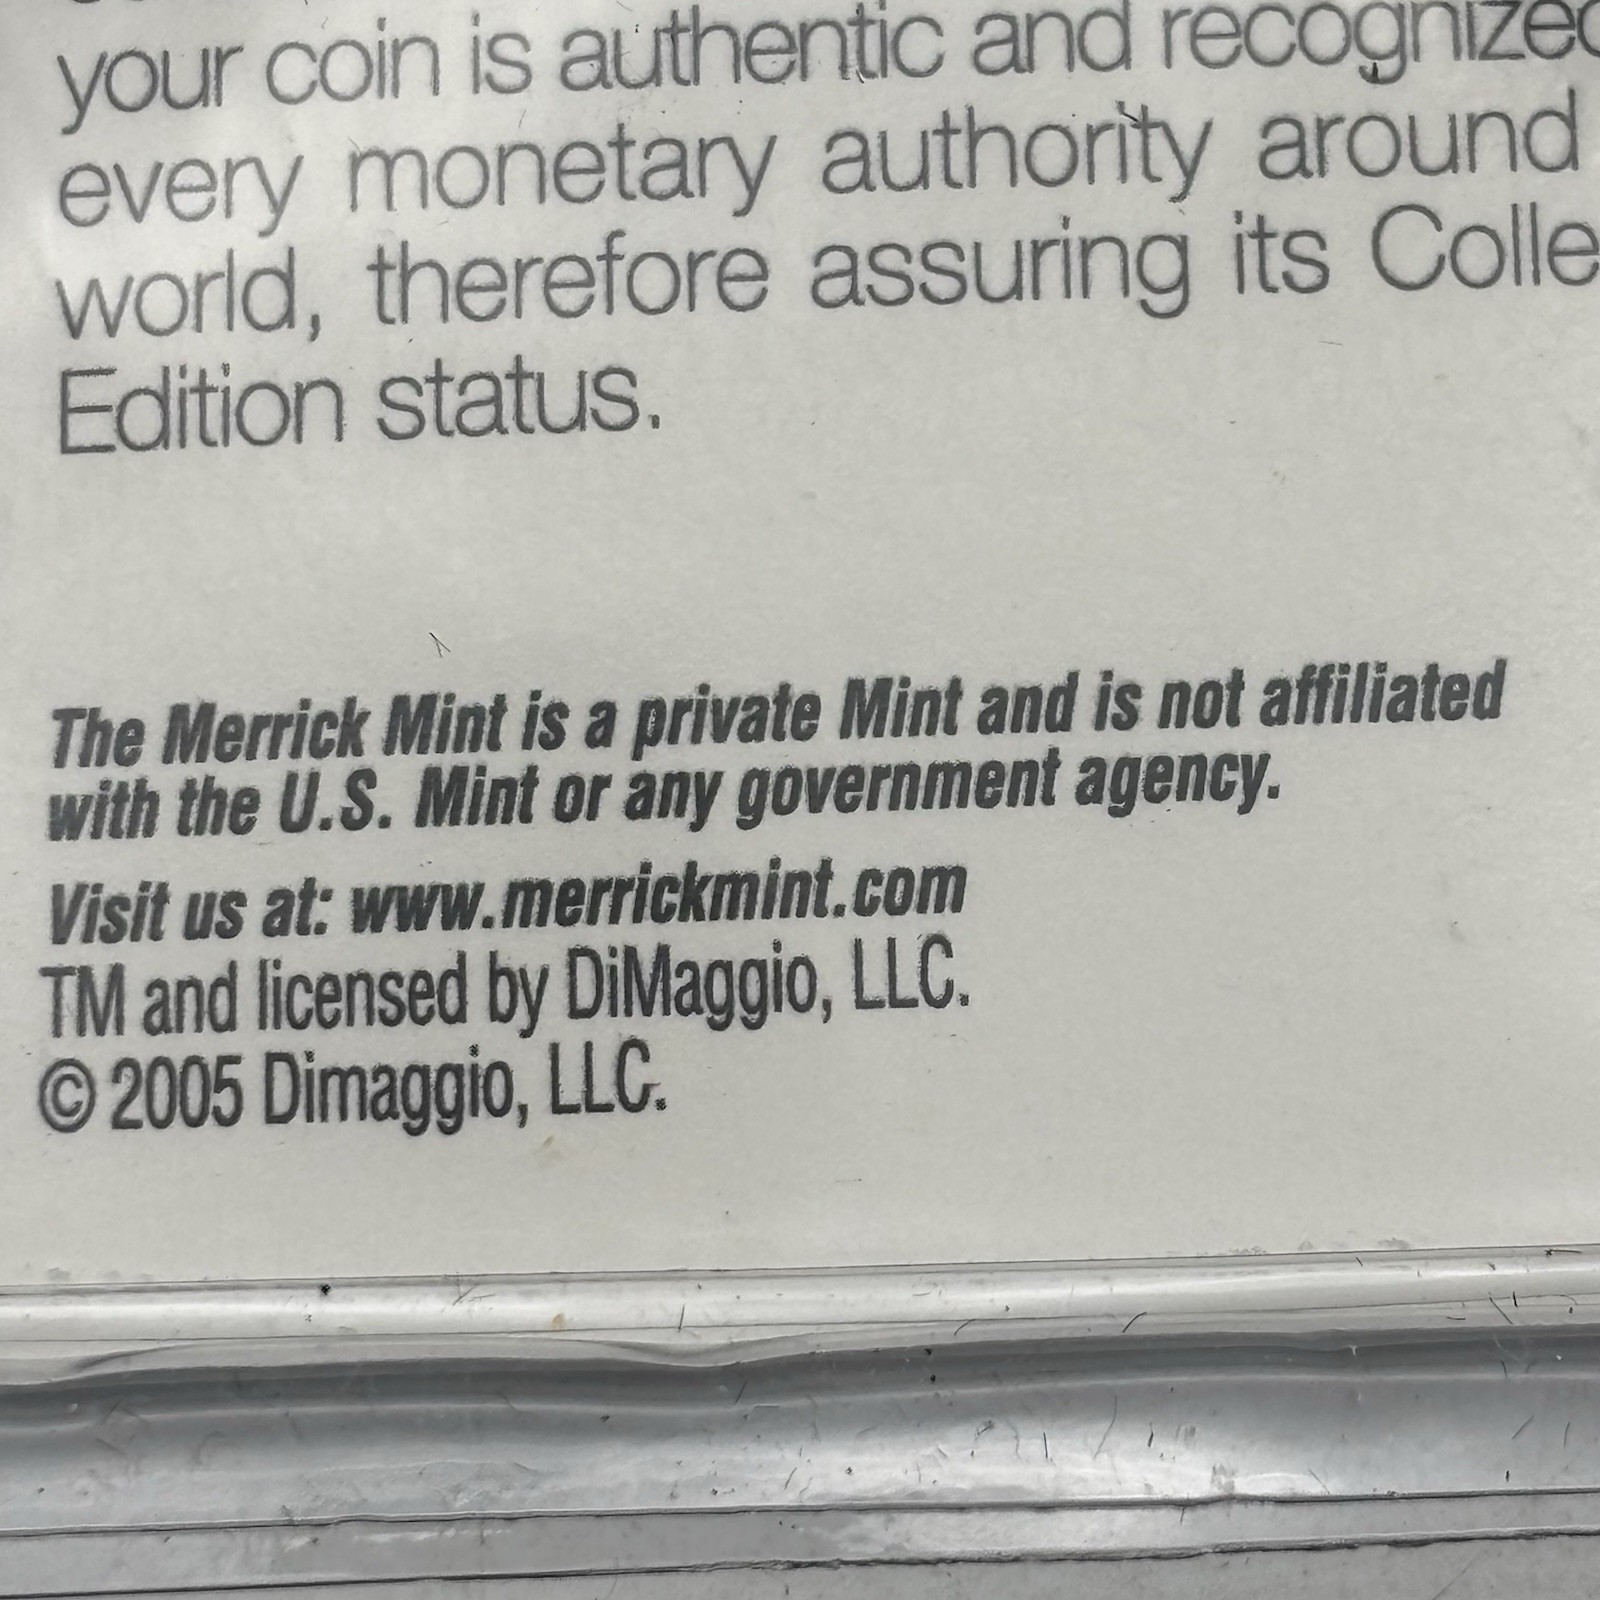 your coin is authentic and recognized
every monetary authority around
world, therefore assuring its Colle
Edition status.
The Merrick Mint is a private Mint and is not affiliated
with the U.S. Mint or any government agency.
Visit us at: www.merrickmint.com
TM and licensed by DiMaggio, LLC.
© 2005 Dimaggio, LLC.